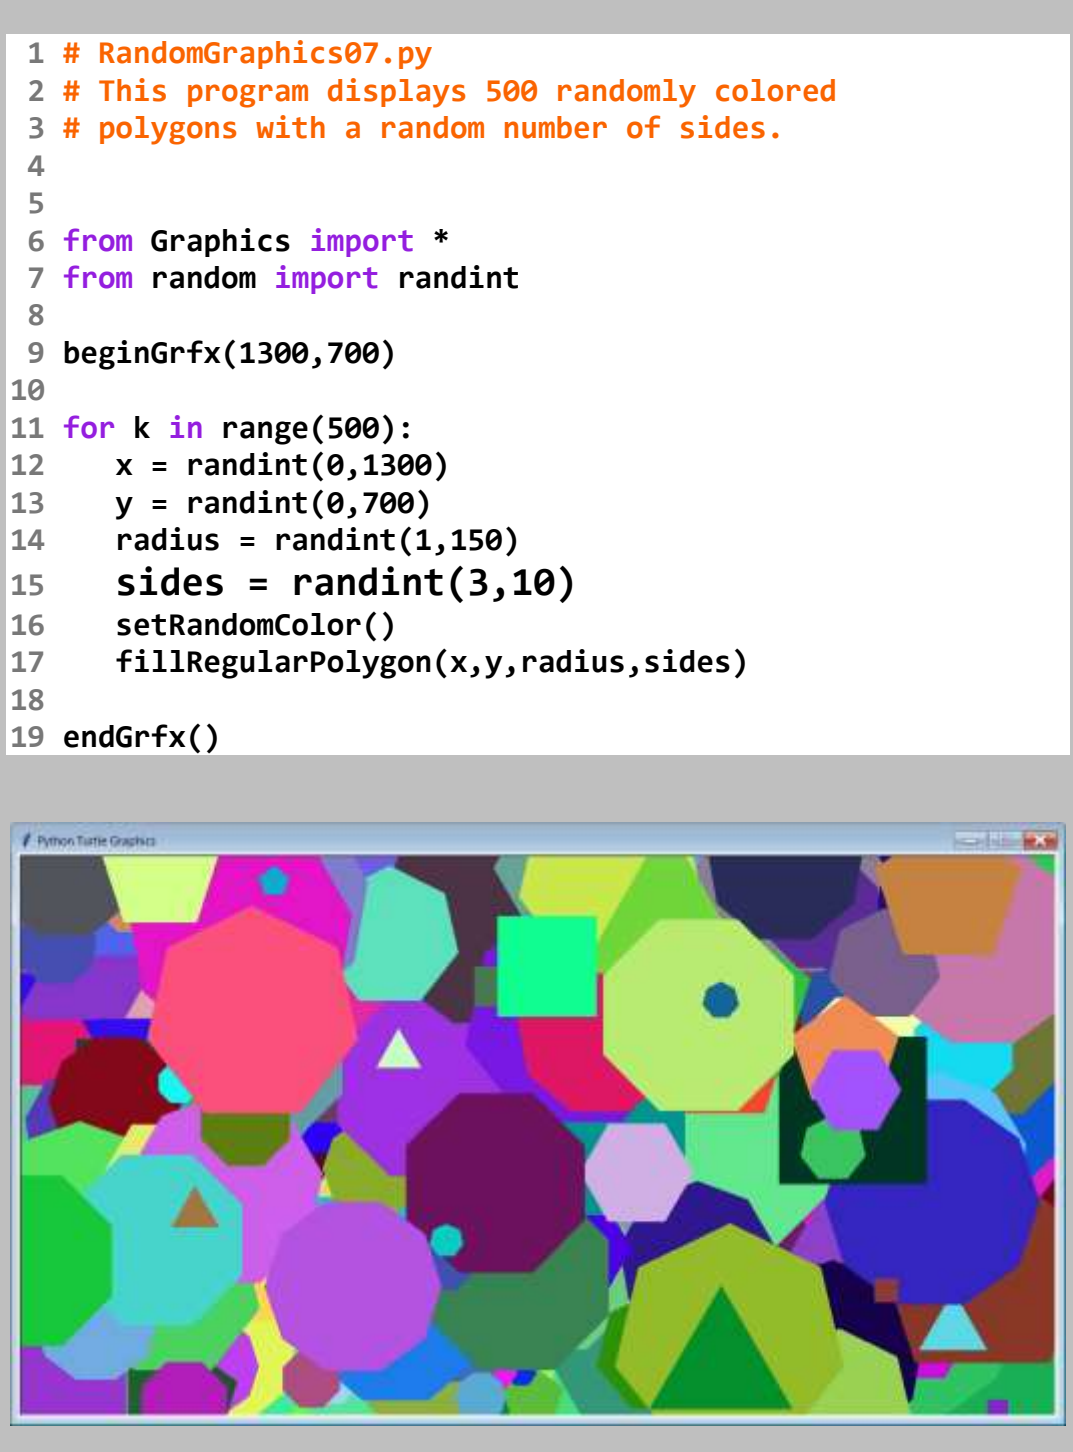 1 # RandomGraphics07.py
2 # This program displays 500 randomly colored
3 # polygons with a random number of sides.
4
5
6 from Graphics import *
7 from random import randint
8
9 beginGrfx(1300,700)
10
11 for k in range(500):
12    x = randint(0,1300)
13    y = randint(0,700)
14    radius = randint(1,150)
15    sides = randint(3,10)
16    setRandomColor()
17    fillRegularPolygon(x,y,radius,sides)
18
19 endGrfx()
Python Turtle Graphics